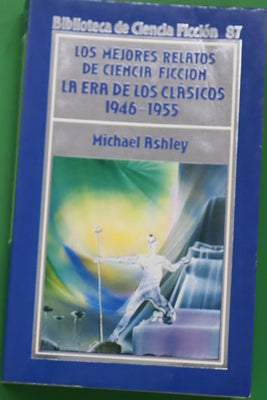 Biblioteca de Ciencia Ficción 87
LOS MEJORES RELATOS
DE CIENCIA FICCION
LA ERA DE LOS CLÁSICOS
1946-1955
Michael Ashley